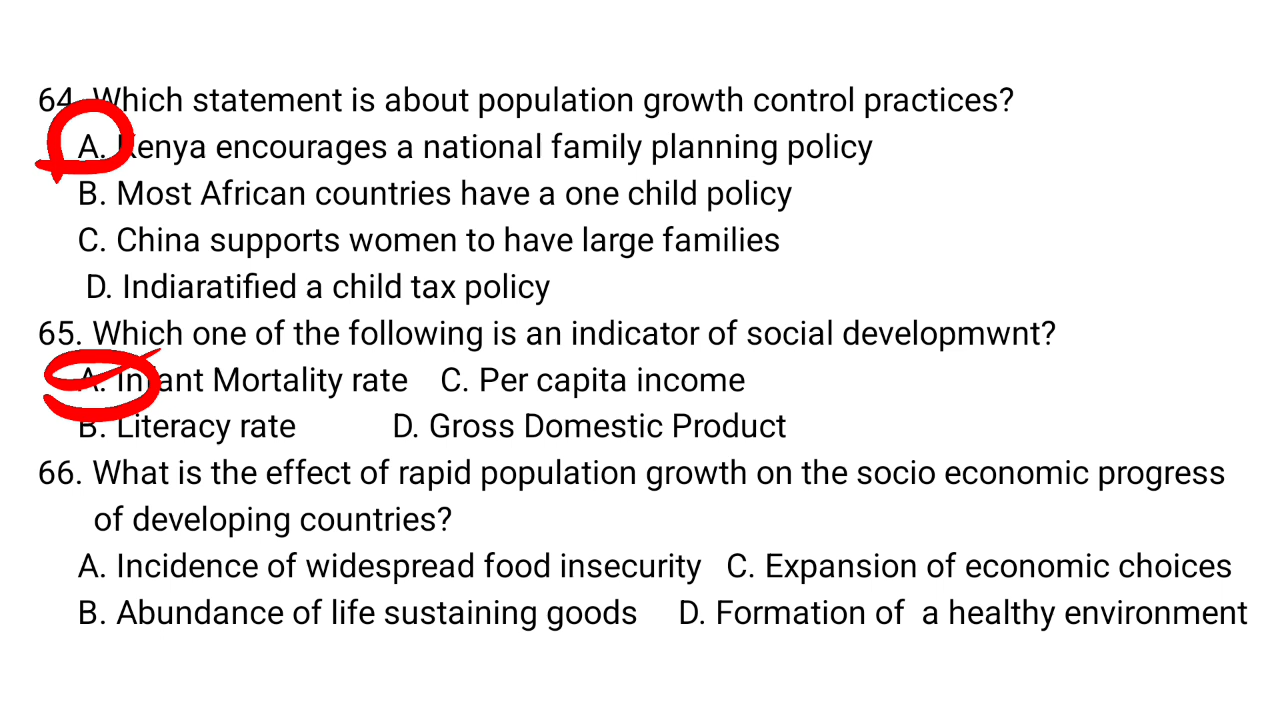 64. Which statement is about population growth control practices?
A. Kenya encourages a national family planning policy
B. Most African countries have a one child policy
C. China supports women to have large families
D. Indiaratified a child tax policy
65. Which one of the following is an indicator of social developmwnt?
A. Infant Mortality rate C. Per capita income
B. Literacy rate D. Gross Domestic Product
66. What is the effect of rapid population growth on the socio economic progress
of developing countries?
A. Incidence of widespread food insecurity C. Expansion of economic choices
B. Abundance of life sustaining goods D. Formation of a healthy environment